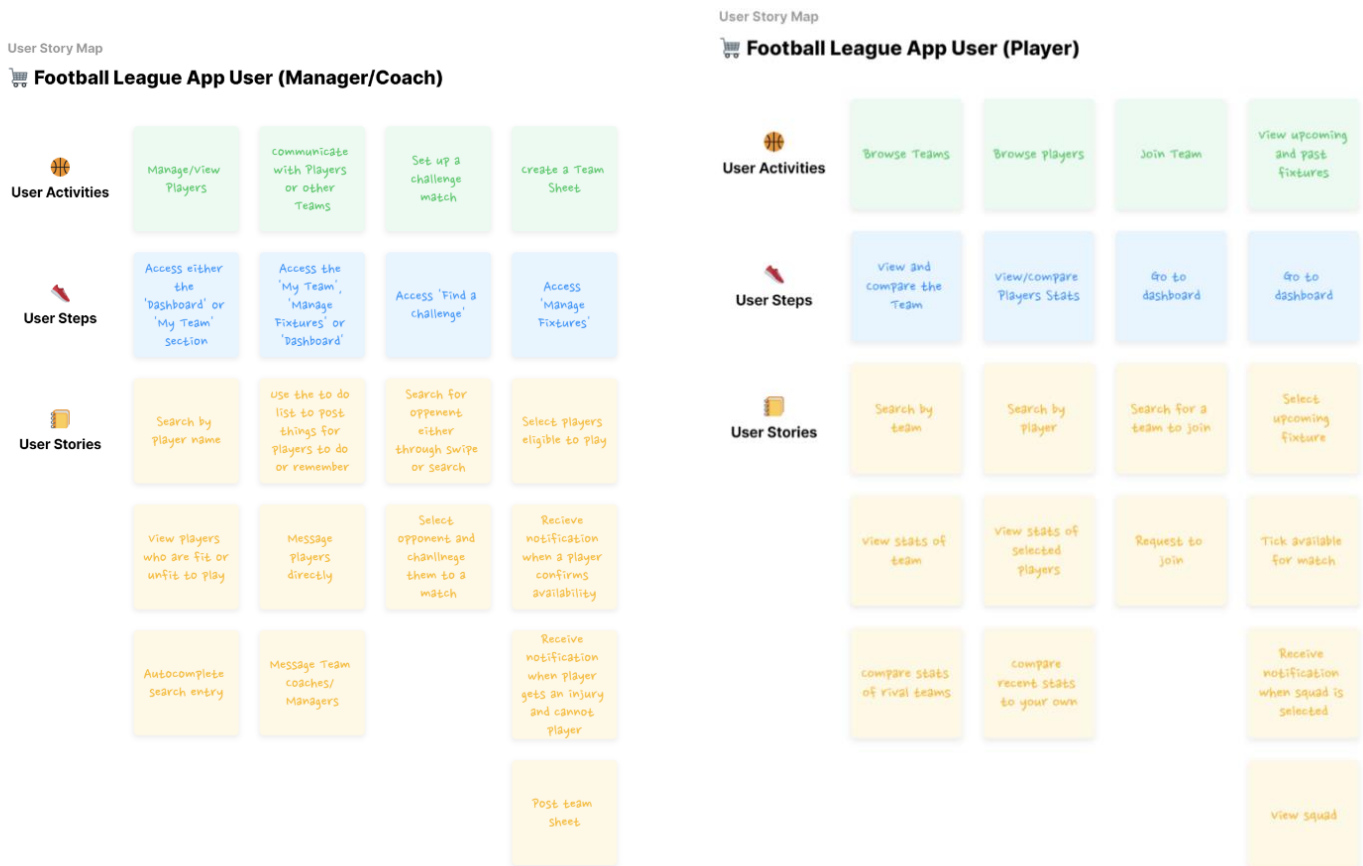 User Story Map
Football League App User (Manager/Coach)
User Activities
Manage/View
Players
Communicate
with Players
or other
Teams
Set up a
challenge
match
Create a Team
Sheet
User Steps
Access either
the
'Dashboard' or
'My Team'
section
Access the
'My Team',
'Manage
Fixtures' or
'Dashboard'
Access 'Find a
Challenge'
Access
'Manage
Fixtures'
User Stories
Search by
player name
Use the to do
list to post
things for
players to do
or remember
Search for
oppenent
either
through swipe
or search
Select players
eligible to play
View players
who are fit or
unfit to play
Message
players
directly
Select
opponent and
chanllnege
them to a
match
Recieve
notification
when a player
confirms
availability
Autocomplete
search entry
Message Team
coaches/
Managers
Receive
notification
when player
gets an injury
and cannot
player
Post team
sheet
User Story Map
Football League App User (Player)
User Activities
Browse Teams
Browse players
Join Team
View upcoming
and past
fixtures
User Steps
View and
compare the
Team
View/compare
Players Stats
Go to
dashboard
Go to
dashboard
User Stories
Search by
team
Search by
player
Search for a
team to join
Select
upcoming
fixture
View stats of
team
View stats of
selected
players
Request to
join
Tick available
for match
Compare stats
of rival teams
Compare
recent stats
to your own
Receive
notification
when squad is
selected
View squad